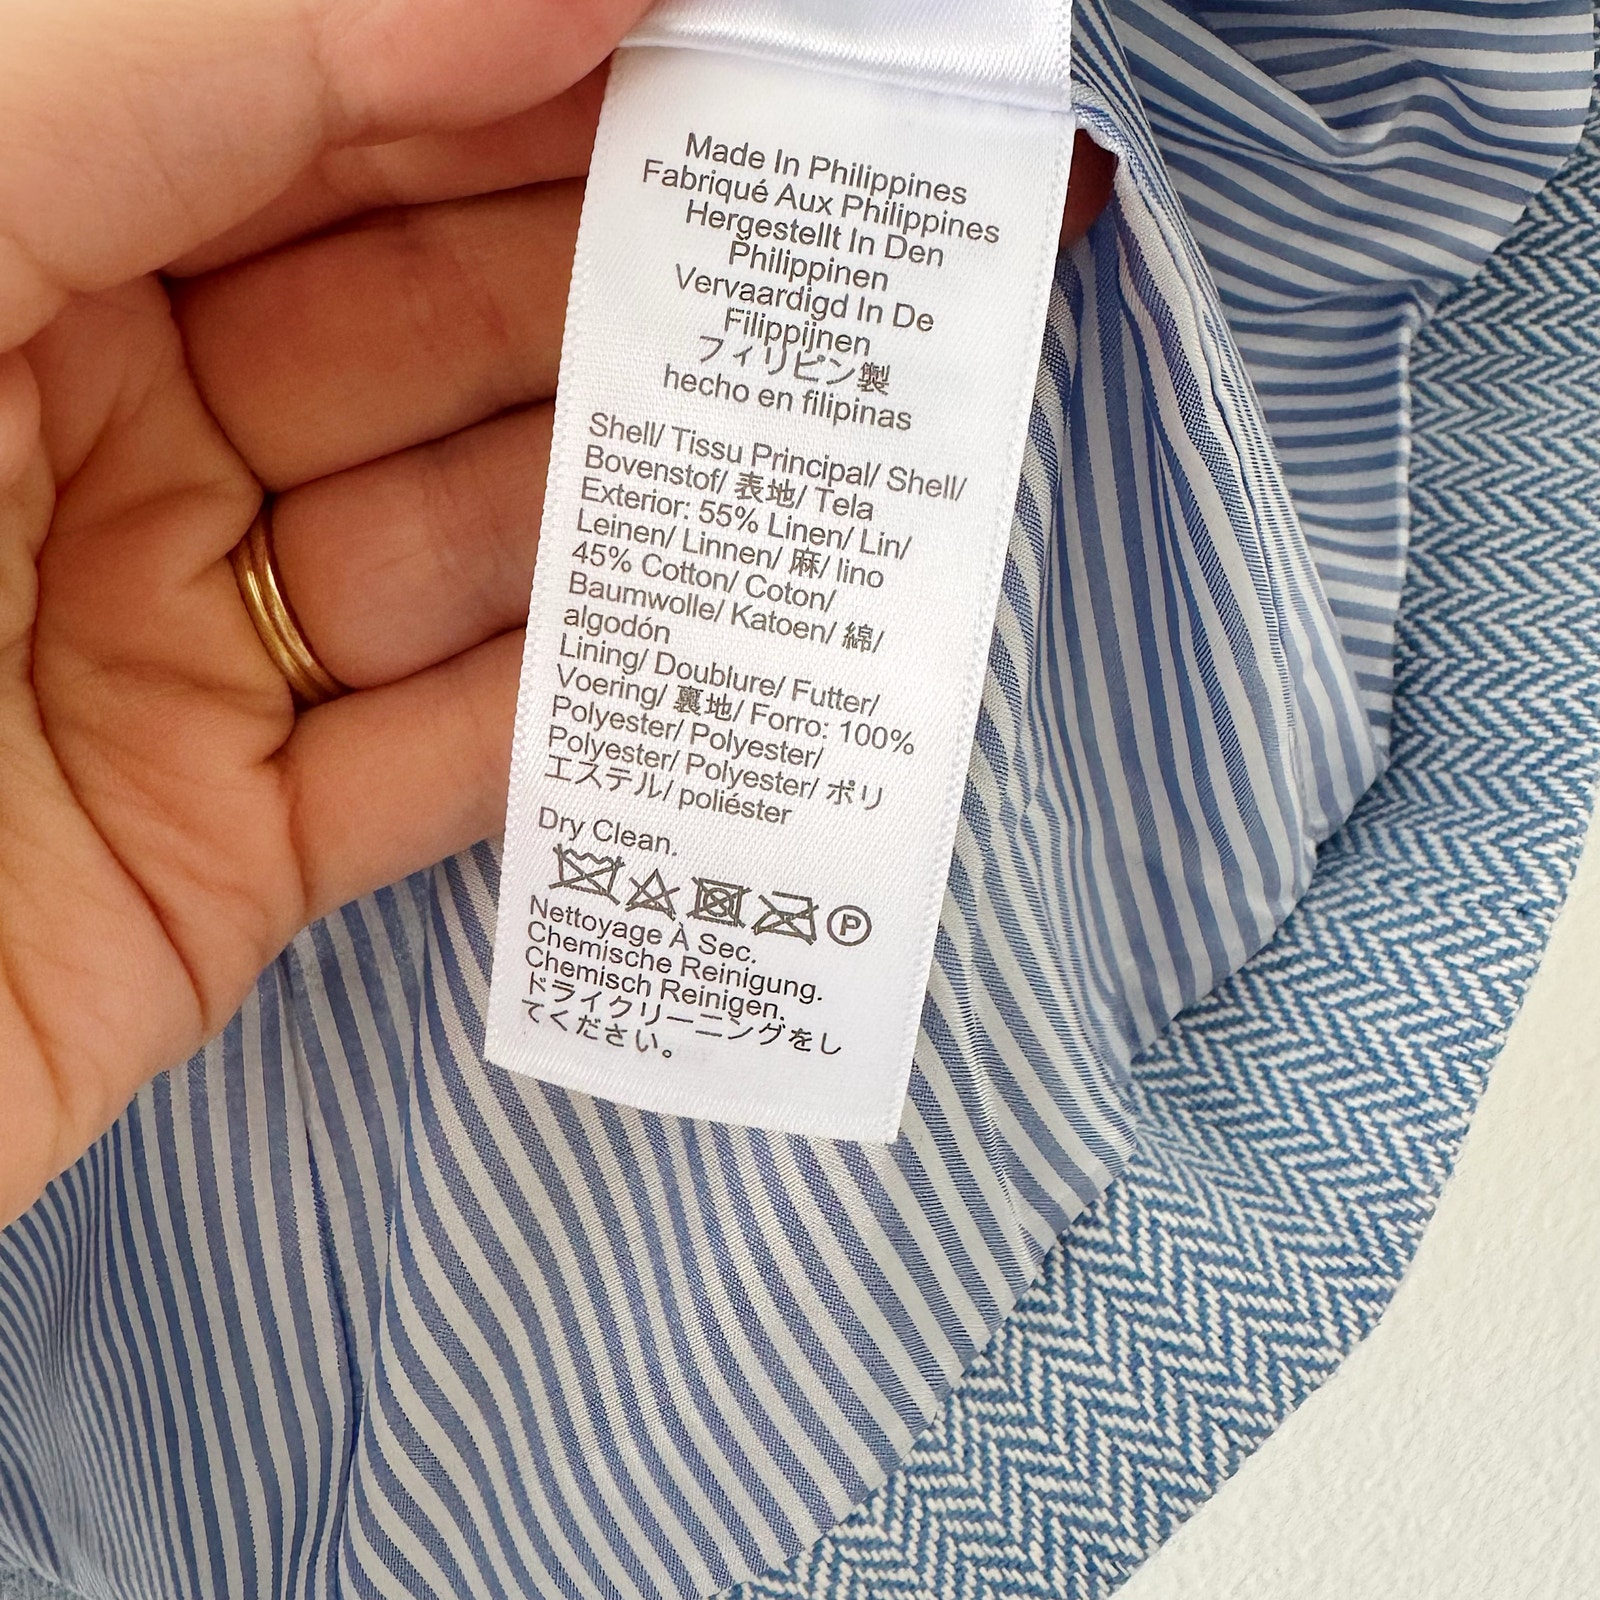 Made In Philippines
Fabriqué Aux Philippines
Hergestellt In Den
Philippinen
Vervaardigd In De
Filippijnen
フィリピン製
hecho en filipinas
Shell/ Tissu Principal/ Shell/
Bovenstof/ 表地/ Tela
Exterior: 55% Linen/ Lin/
Leinen/ Linnen/ 麻/ lino
45% Cotton/ Coton/
Baumwolle/ Katoen/ 綿/
algodón
Lining/ Doublure/ Futter/
Voering/ 裏地/ Forro: 100%
Polyester/ Polyester/
Polyester/ Polyester/ ポリ
エステル/ poliéster
Dry Clean.
P
Nettoyage À Sec.
Chemische Reinigung.
Chemisch Reinigen.
ドライクリーニングをし
てください。